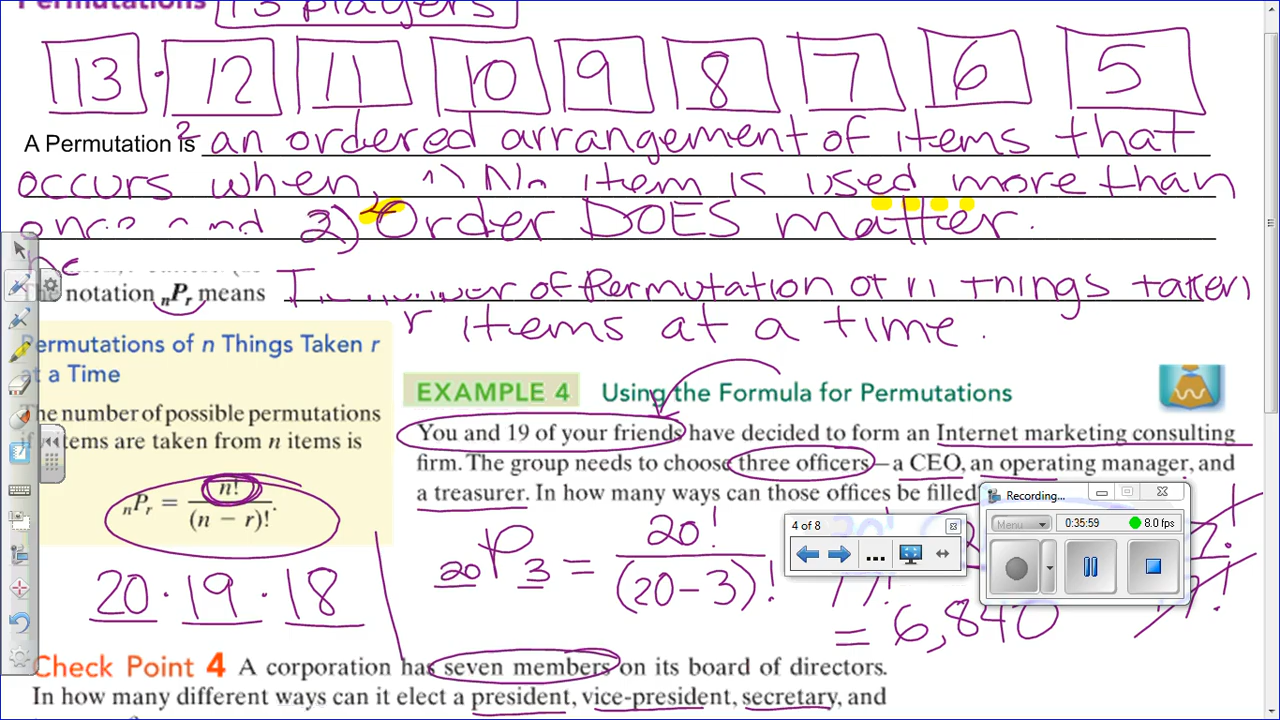 Permutations 13 players
13 · 12 11 10 9 8 7 6 5
A Permutation is an ordered arrangement of items that
occurs when, 1) No item is used more than
once and 2) Order DOES matter.
The notation nPr means of Permutation of n things taken
r items at a time.
Permutations of n Things Taken r
at a Time
The number of possible permutations
items are taken from n items is
nPr = n! / (n − r)!.
20 · 19 · 18
EXAMPLE 4 Using the Formula for Permutations
You and 19 of your friends have decided to form an Internet marketing consulting
firm. The group needs to choose three officers—a CEO, an operating manager, and
a treasurer. In how many ways can those offices be filled
20P3 = 20! / (20-3)!
= 6,840
4 of 8
Recording...
Menu
0:35:59 8.0 fps
Check Point 4 A corporation has seven members on its board of directors.
In how many different ways can it elect a president, vice-president, secretary, and